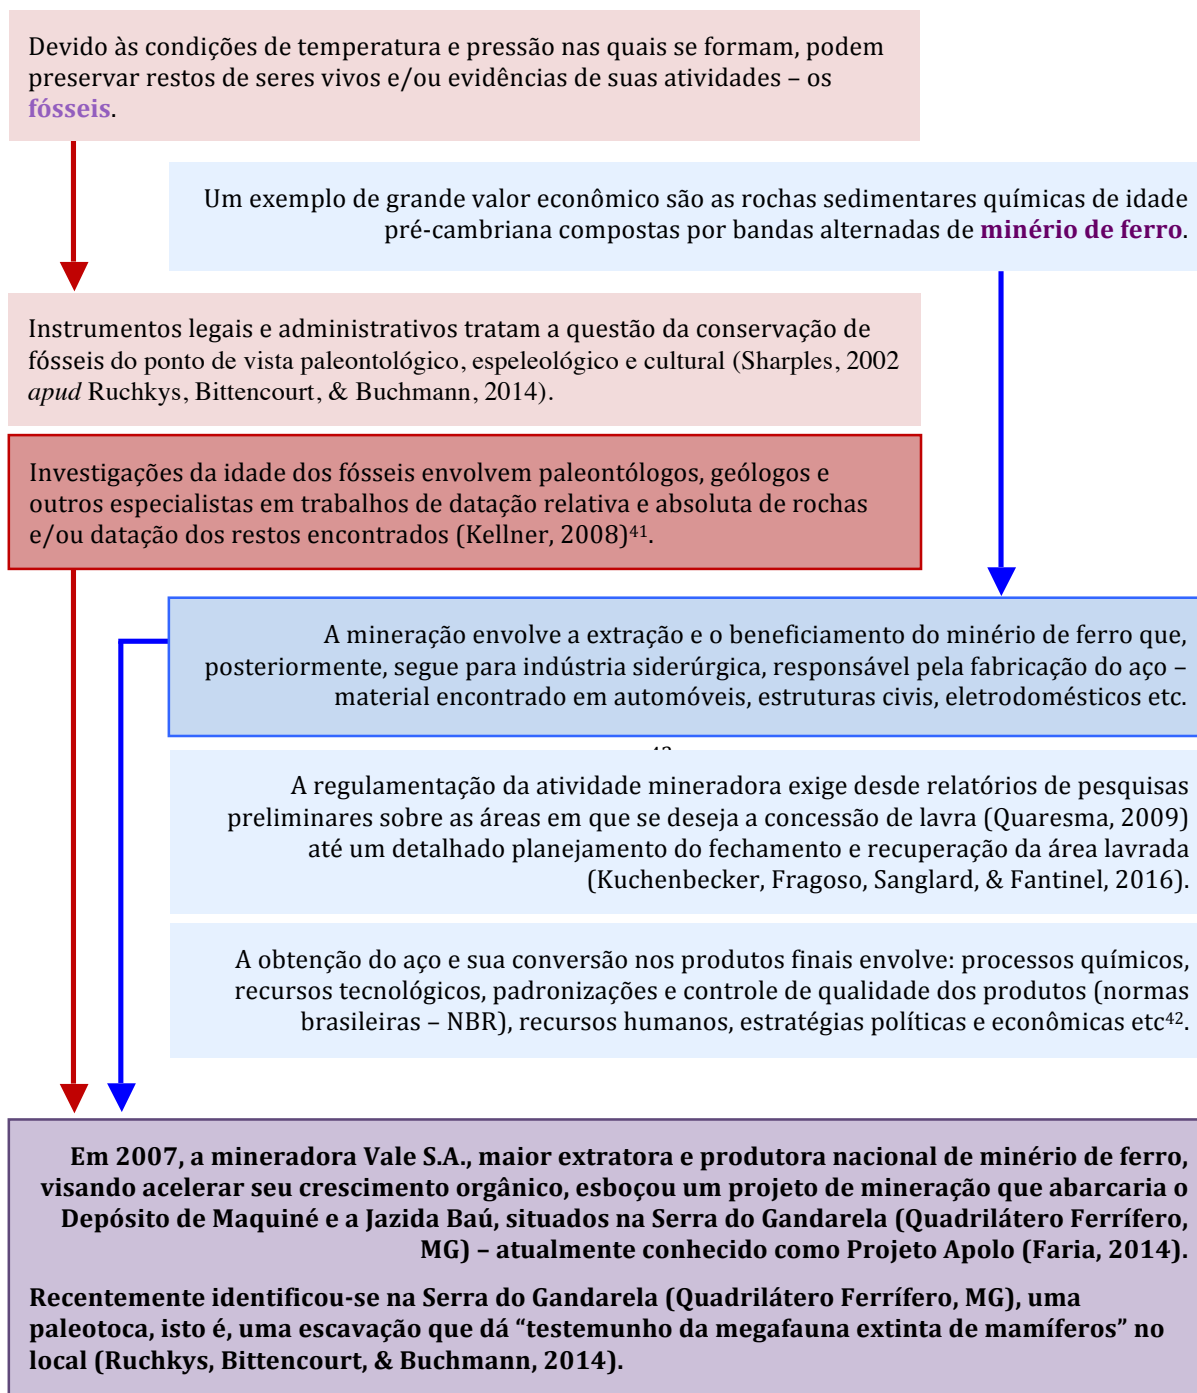 Devido às condições de temperatura e pressão nas quais se formam, podem
preservar restos de seres vivos e/ou evidências de suas atividades – os
fósseis.
Um exemplo de grande valor econômico são as rochas sedimentares químicas de idade
pré-cambriana compostas por bandas alternadas de minério de ferro.
Instrumentos legais e administrativos tratam a questão da conservação de
fósseis do ponto de vista paleontológico, espeleológico e cultural (Sharples, 2002
apud Ruchkys, Bittencourt, & Buchmann, 2014).
Investigações da idade dos fósseis envolvem paleontólogos, geólogos e
outros especialistas em trabalhos de datação relativa e absoluta de rochas
e/ou datação dos restos encontrados (Kellner, 2008)⁴¹.
A mineração envolve a extração e o beneficiamento do minério de ferro que,
posteriormente, segue para indústria siderúrgica, responsável pela fabricação do aço –
material encontrado em automóveis, estruturas civis, eletrodomésticos etc.
A regulamentação da atividade mineradora exige desde relatórios de pesquisas
preliminares sobre as áreas em que se deseja a concessão de lavra (Quaresma, 2009)
até um detalhado planejamento do fechamento e recuperação da área lavrada
(Kuchenbecker, Fragoso, Sanglard, & Fantinel, 2016).
A obtenção do aço e sua conversão nos produtos finais envolve: processos químicos,
recursos tecnológicos, padronizações e controle de qualidade dos produtos (normas
brasileiras – NBR), recursos humanos, estratégias políticas e econômicas etc⁴².
Em 2007, a mineradora Vale S.A., maior extratora e produtora nacional de minério de ferro,
visando acelerar seu crescimento orgânico, esboçou um projeto de mineração que abarcaria o
Depósito de Maquiné e a Jazida Baú, situados na Serra do Gandarela (Quadrilátero Ferrífero,
MG) – atualmente conhecido como Projeto Apolo (Faria, 2014).
Recentemente identificou-se na Serra do Gandarela (Quadrilátero Ferrífero, MG), uma
paleotoca, isto é, uma escavação que dá “testemunho da megafauna extinta de mamíferos” no
local (Ruchkys, Bittencourt, & Buchmann, 2014).